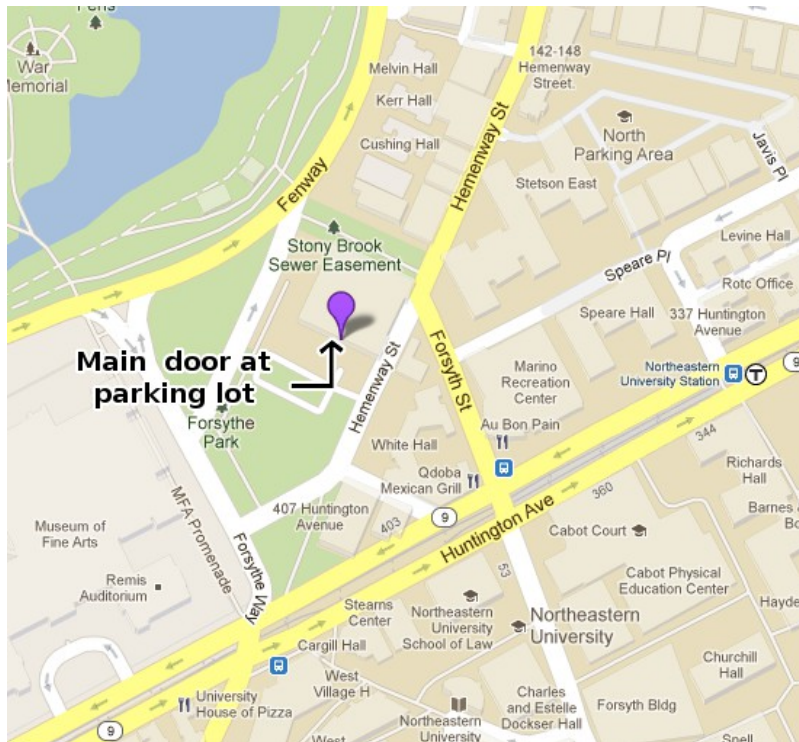 Fens
War
Memorial
Melvin Hall
Kerr Hall
Cushing Hall
142-148
Hemenway
Street.
North
Parking Area
Javis Pl
Stetson East
Hemenway St
Fenway
Stony Brook
Sewer Easement
Speare Pl
Levine Hall
Rotc Office
Speare Hall
337 Huntington
Avenue
Main door at
parking lot
Forsythe
Park
Hemenway St
Forsyth St
Marino
Recreation
Center
Northeastern
University Station
T
9
Au Bon Pain
White Hall
Qdoba
Mexican Grill
344
Richards
Hall
407 Huntington
Avenue
403
9
Huntington Ave
360
Barnes
MFA Promenade
Forsythe Way
Museum of
Fine Arts
Remis
Auditorium
Cabot Court
Cabot Physical
Education Center
53
Stearns
Center
Northeastern
University
School of Law
Northeastern
University
Cargill Hall
West
Village H
University
House of Pizza
9
Churchill
Hall
Charles
and Estelle
Dockser Hall
Forsyth Bldg
Northeastern
University
West
Snell